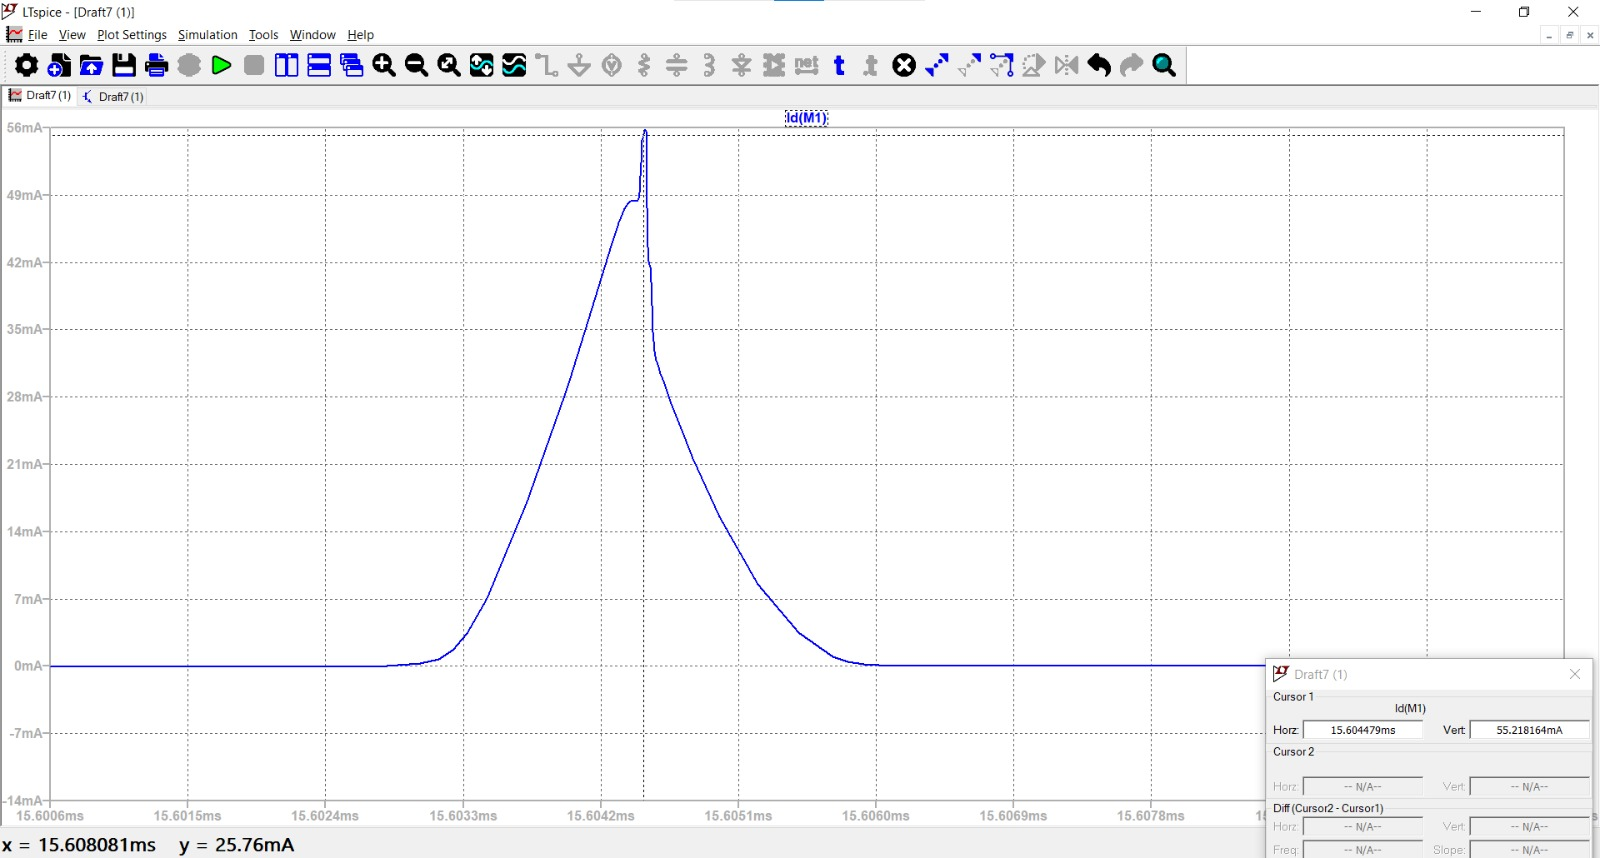 LTspice - [Draft7 (1)]
File View Plot Settings Simulation Tools Window Help
Draft7 (1) Draft7 (1)
Id(M1)
56mA
49mA
42mA
35mA
28mA
21mA
14mA
7mA
0mA
-7mA
-14mA
15.6006ms 15.6015ms 15.6024ms 15.6033ms 15.6042ms 15.6051ms 15.6060ms 15.6069ms 15.6078ms
Draft7 (1)
Cursor 1
Id(M1)
Horz: 15.604479ms Vert: 55.218164mA
Cursor 2
Horz: -- N/A-- Vert: -- N/A--
Diff (Cursor2 - Cursor1)
Horz: -- N/A-- Vert: -- N/A--
Freq: -- N/A-- Slope: -- N/A--
x = 15.608081ms y = 25.76mA